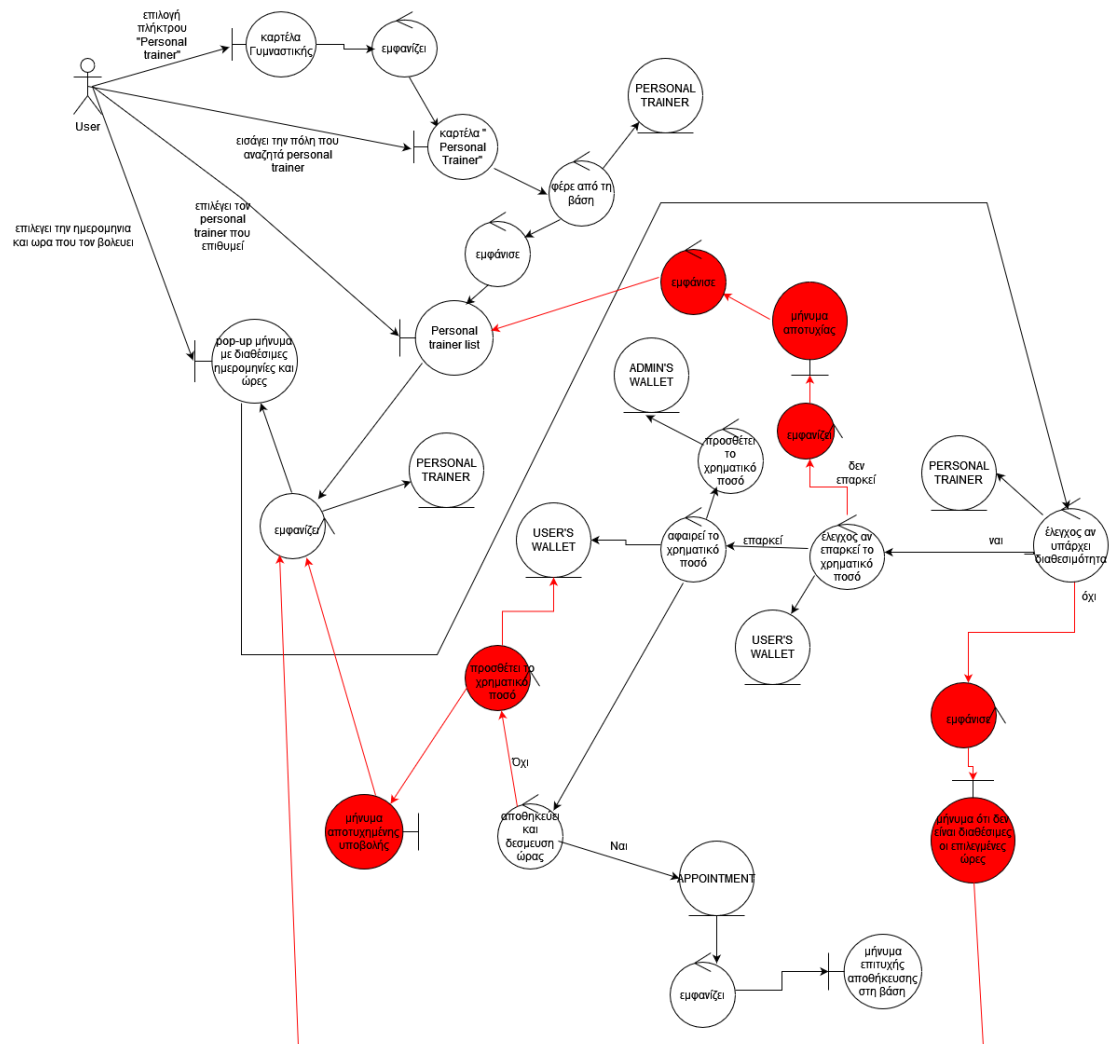 επιλογή
πλήκτρου
"Personal
trainer"
καρτέλα
Γυμναστικής
εμφανίζει
User
PERSONAL
TRAINER
εισάγει την πόλη που
αναζητά personal
trainer
καρτέλα "
Personal
Trainer"
φέρε από τη
βάση
επιλέγει τον
personal
trainer που
επιθυμεί
επιλεγει την ημερομηνια
και ωρα που τον βολευει
εμφάνισε
εμφάνισε
μήνυμα
αποτυχίας
Personal
trainer list
pop-up μήνυμα
με διαθέσιμες
ημερομηνίες και
ώρες
ADMIN'S
WALLET
εμφανίζει
προσθέτει
το
χρηματικό
ποσό
δεν
επαρκεί
PERSONAL
TRAINER
PERSONAL
TRAINER
εμφανίζει
USER'S
WALLET
αφαιρεί το
χρηματικό
ποσό
επαρκεί
έλεγχος αν
επαρκεί το
χρηματικό
ποσό
ναι
έλεγχος αν
υπάρχει
διαθεσιμότητα
όχι
USER'S
WALLET
προσθέτει το
χρηματικό
ποσό
εμφάνισε
Όχι
μήνυμα
αποτυχημένης
υποβολής
αποθηκεύει
και
δεσμευση
ώρας
Ναι
μήνυμα ότι δεν
είναι διαθέσιμες
οι επιλεγμένες
ώρες
APPOINTMENT
εμφανίζει
μήνυμα
επιτυχής
αποθήκευσης
στη βάση